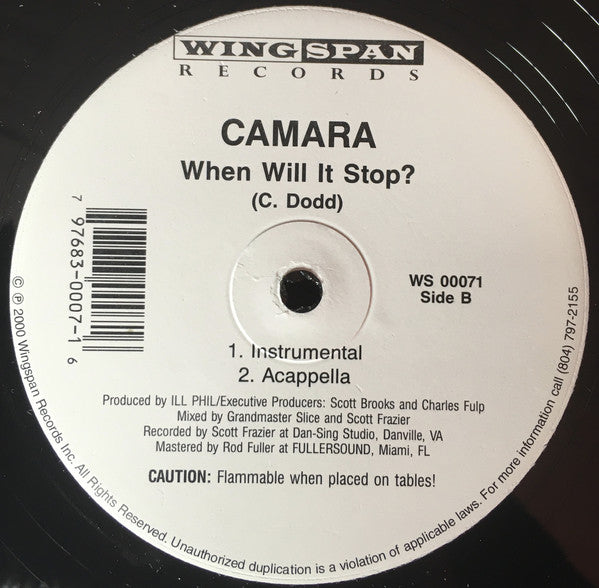 WINGSPAN
RECORDS
CAMARA
When Will It Stop?
(C. Dodd)
7 97683-0007-1 6
WS 00071
Side B
1. Instrumental
2. Acappella
Produced by ILL PHIL/Executive Producers: Scott Brooks and Charles Fulp
Mixed by Grandmaster Slice and Scott Frazier
Recorded by Scott Frazier at Dan-Sing Studio, Danville, VA
Mastered by Rod Fuller at FULLERSOUND, Miami, FL
CAUTION: Flammable when placed on tables!
© ℗ 2000 Wingspan Records Inc. All Rights Reserved. Unauthorized duplication is a violation of applicable laws. For more information call (804) 797-2155